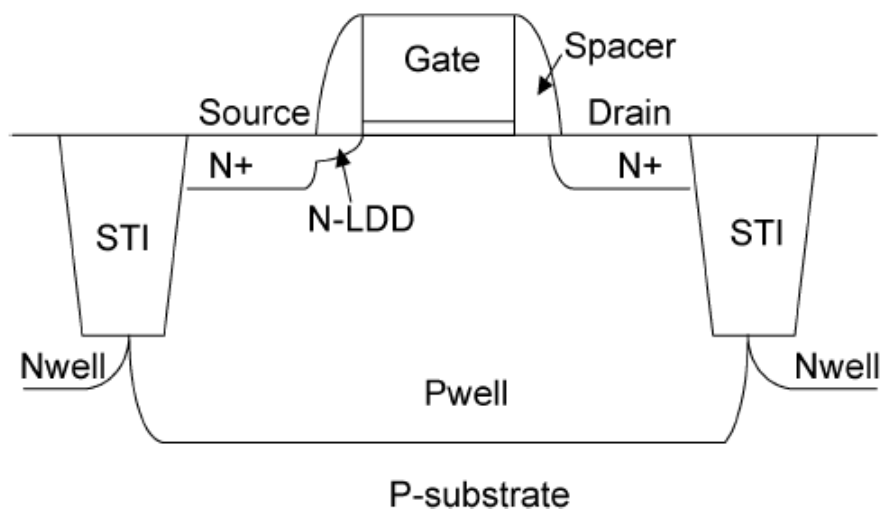 Gate
Spacer
Source
Drain
N+
N+
N-LDD
STI
STI
Nwell
Nwell
Pwell
P-substrate